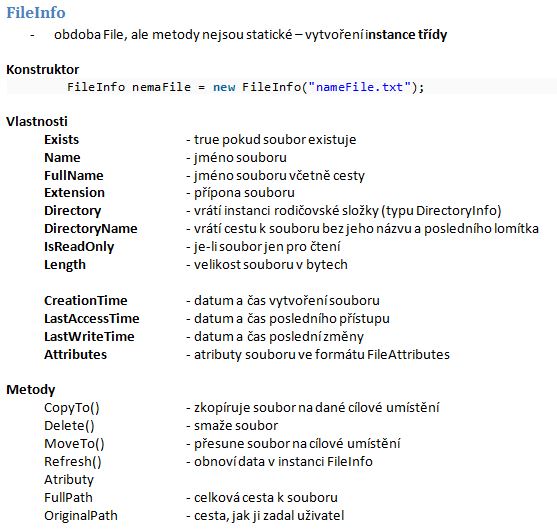 FileInfo
- obdoba File, ale metody nejsou statické – vytvoření instance třídy
Konstruktor
FileInfo nemaFile = new FileInfo("nameFile.txt");
Vlastnosti
Exists - true pokud soubor existuje
Name - jméno souboru
FullName - jméno souboru včetně cesty
Extension - přípona souboru
Directory - vrátí instanci rodičovské složky (typu DirectoryInfo)
DirectoryName - vrátí cestu k souboru bez jeho názvu a posledního lomítka
IsReadOnly - je-li soubor jen pro čtení
Length - velikost souboru v bytech
CreationTime - datum a čas vytvoření souboru
LastAccessTime - datum a čas posledního přístupu
LastWriteTime - datum a čas poslední změny
Attributes - atributy souboru ve formátu FileAttributes
Metody
CopyTo() - zkopíruje soubor na dané cílové umístění
Delete() - smaže soubor
MoveTo() - přesune soubor na cílové umístění
Refresh() - obnoví data v instanci FileInfo
Atributy
FullPath - celková cesta k souboru
OriginalPath - cesta, jak ji zadal uživatel